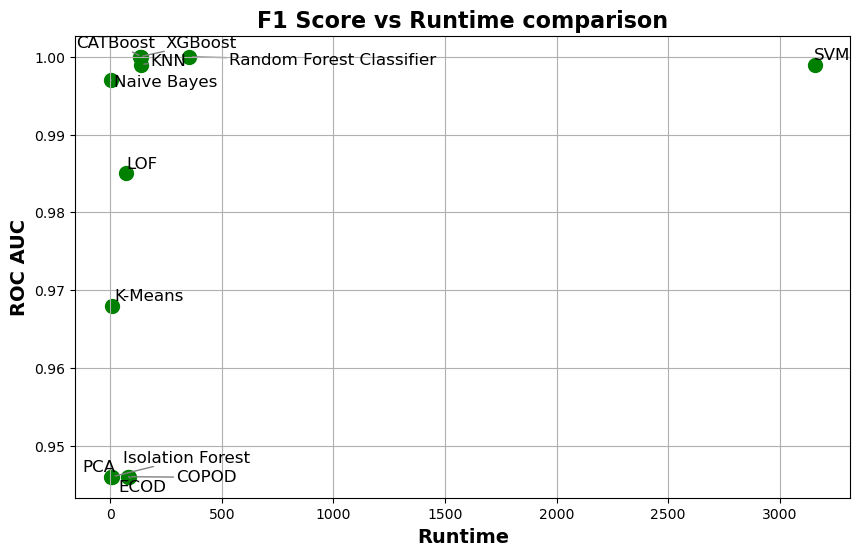 F1 Score vs Runtime comparison
CATBoost
XGBoost
KNN
Random Forest Classifier
SVM
Naive Bayes
LOF
K-Means
Isolation Forest
PCA
COPOD
ECOD
1.00
0.99
0.98
0.97
0.96
0.95
ROC AUC
0
500
1000
1500
2000
2500
3000
Runtime